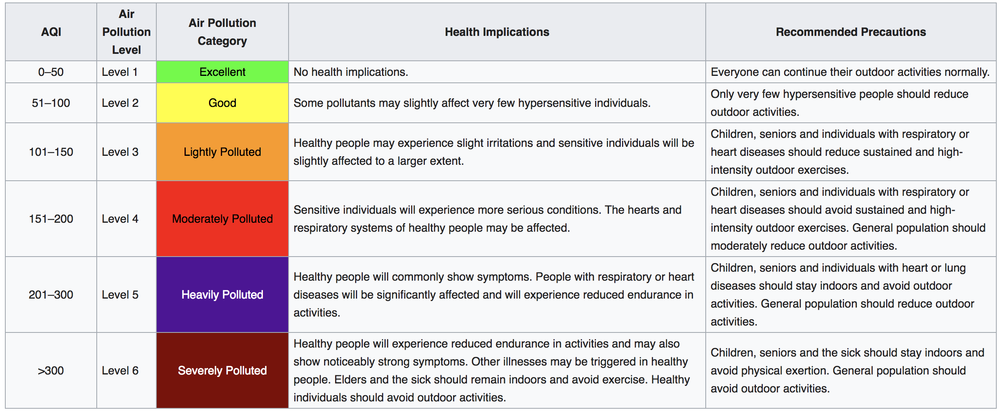 AQI
Air
Pollution
Level
Air Pollution
Category
Health Implications
Recommended Precautions
0–50
Level 1
Excellent
No health implications.
Everyone can continue their outdoor activities normally.
51–100
Level 2
Good
Some pollutants may slightly affect very few hypersensitive individuals.
Only very few hypersensitive people should reduce
outdoor activities.
101–150
Level 3
Lightly Polluted
Healthy people may experience slight irritations and sensitive individuals will be
slightly affected to a larger extent.
Children, seniors and individuals with respiratory or
heart diseases should reduce sustained and high-
intensity outdoor exercises.
151–200
Level 4
Moderately Polluted
Sensitive individuals will experience more serious conditions. The hearts and
respiratory systems of healthy people may be affected.
Children, seniors and individuals with respiratory or
heart diseases should avoid sustained and high-
intensity outdoor exercises. General population should
moderately reduce outdoor activities.
201–300
Level 5
Heavily Polluted
Healthy people will commonly show symptoms. People with respiratory or heart
diseases will be significantly affected and will experience reduced endurance in
activities.
Children, seniors and individuals with heart or lung
diseases should stay indoors and avoid outdoor
activities. General population should reduce outdoor
activities.
>300
Level 6
Severely Polluted
Healthy people will experience reduced endurance in activities and may also
show noticeably strong symptoms. Other illnesses may be triggered in healthy
people. Elders and the sick should remain indoors and avoid exercise. Healthy
individuals should avoid outdoor activities.
Children, seniors and the sick should stay indoors and
avoid physical exertion. General population should
avoid outdoor activities.